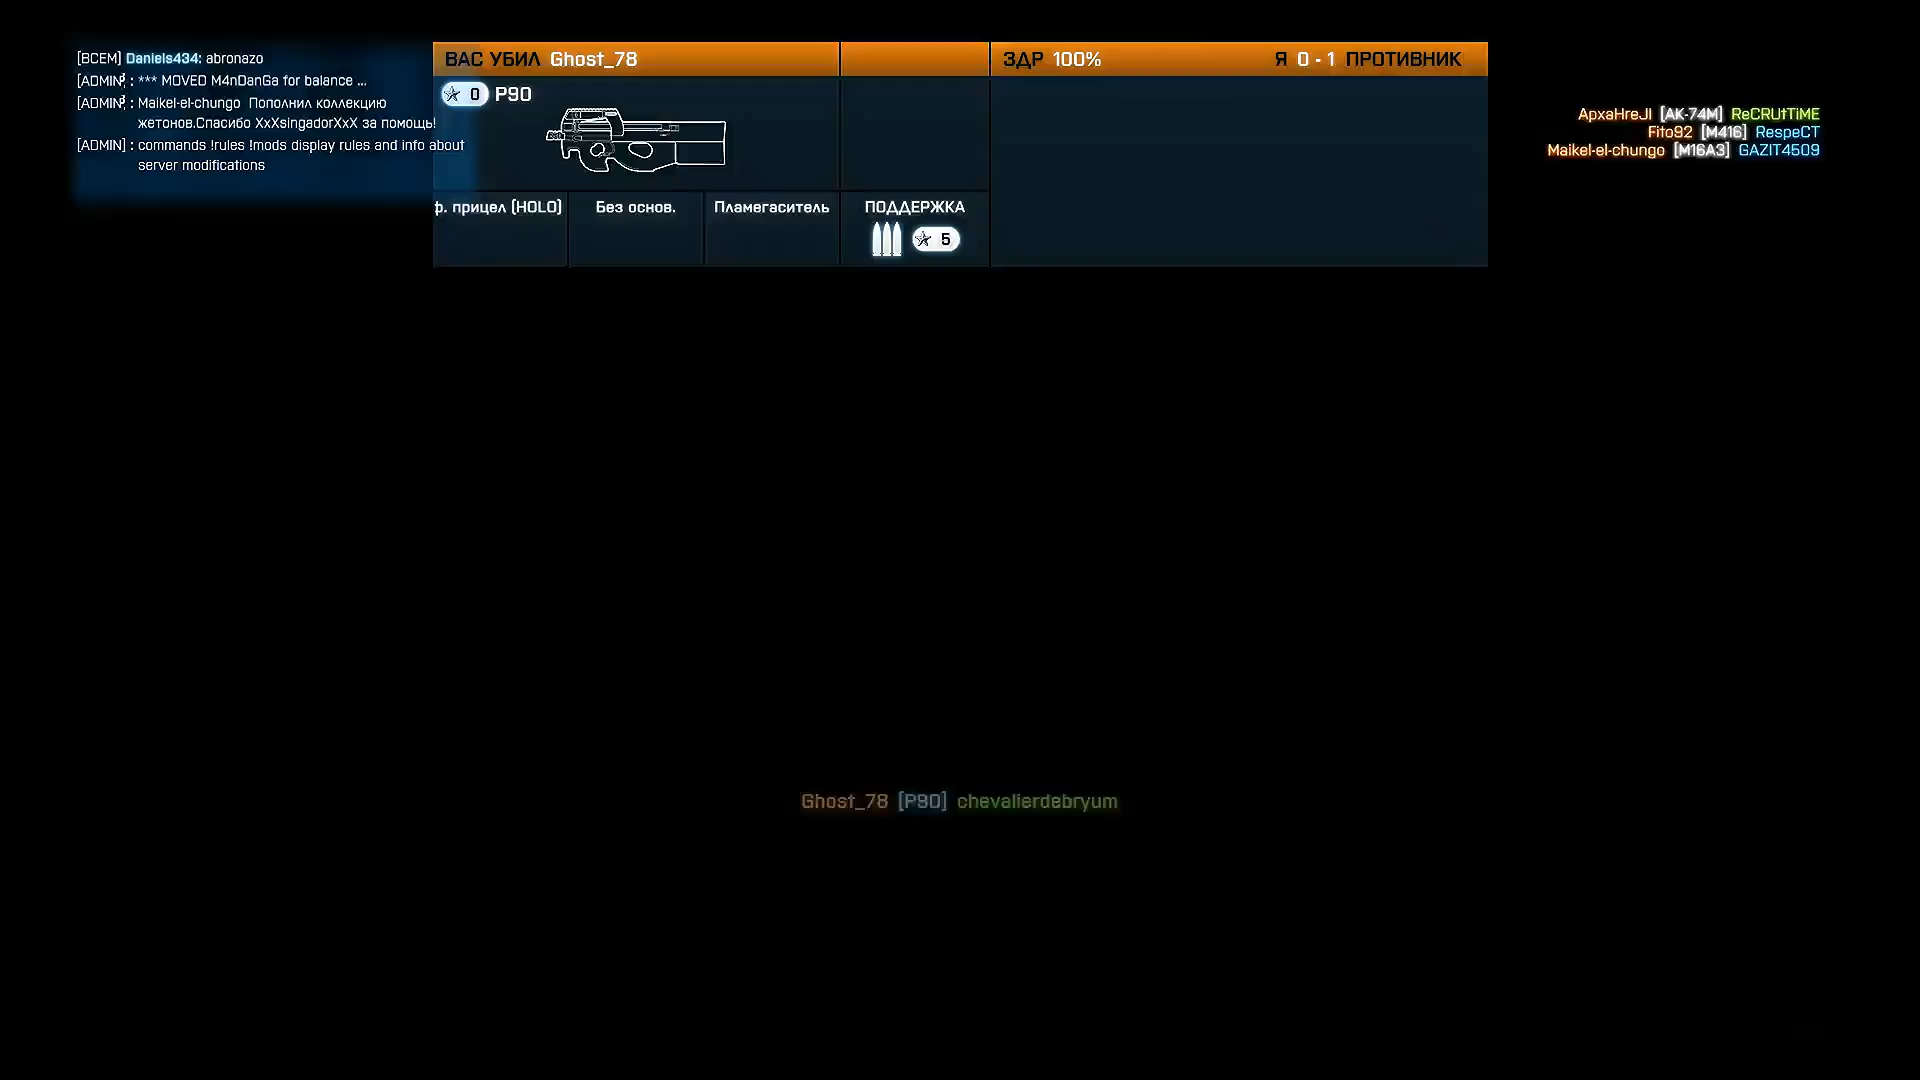 [ВСЕМ] Daniels434: abronazo
[ADMIN] : *** MOVED M4nDanGa for balance ...
[ADMIN] : Maikel-el-chungo Пополнил коллекцию
жетонов.Спасибо XxXsingadorXxX за помощь!
[ADMIN] : commands !rules !mods display rules and info about
server modifications
ВАС УБИЛ Ghost_78
ЗДР 100%
Я 0 - 1 ПРОТИВНИК
0 P90
ф. прицел (HOLO)
Без основ.
Пламегаситель
ПОДДЕРЖКА
5
ApxaHreJl [AK-74M] ReCRUtTiME
Fito92 [M416] RespeCT
Maikel-el-chungo [M16A3] GAZIT4509
Ghost_78 [P90] chevalierdebryum